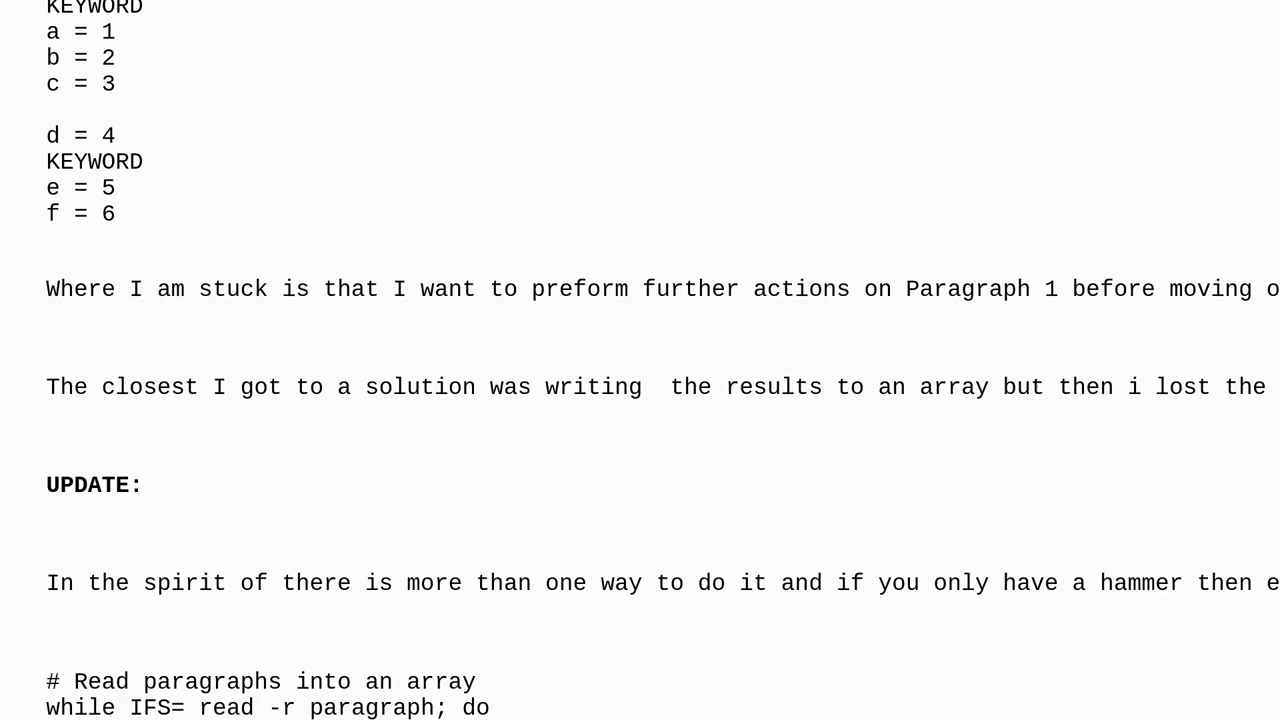 KEYWORD
a = 1
b = 2
c = 3
d = 4
KEYWORD
e = 5
f = 6
Where I am stuck is that I want to preform further actions on Paragraph 1 before moving o
The closest I got to a solution was writing  the results to an array but then i lost the
UPDATE:
In the spirit of there is more than one way to do it and if you only have a hammer then e
# Read paragraphs into an array
while IFS= read -r paragraph; do